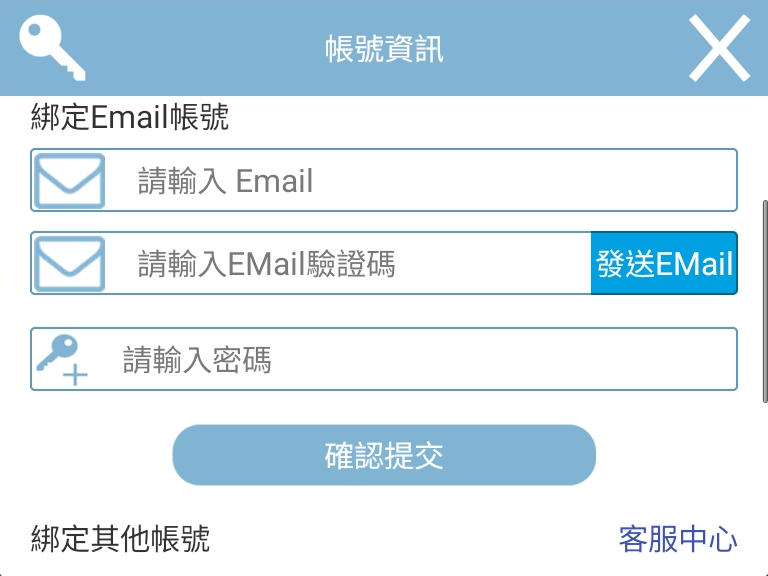 帳號資訊
綁定Email帳號
請輸入 Email
請輸入EMail驗證碼
發送EMail
請輸入密碼
確認提交
綁定其他帳號
客服中心